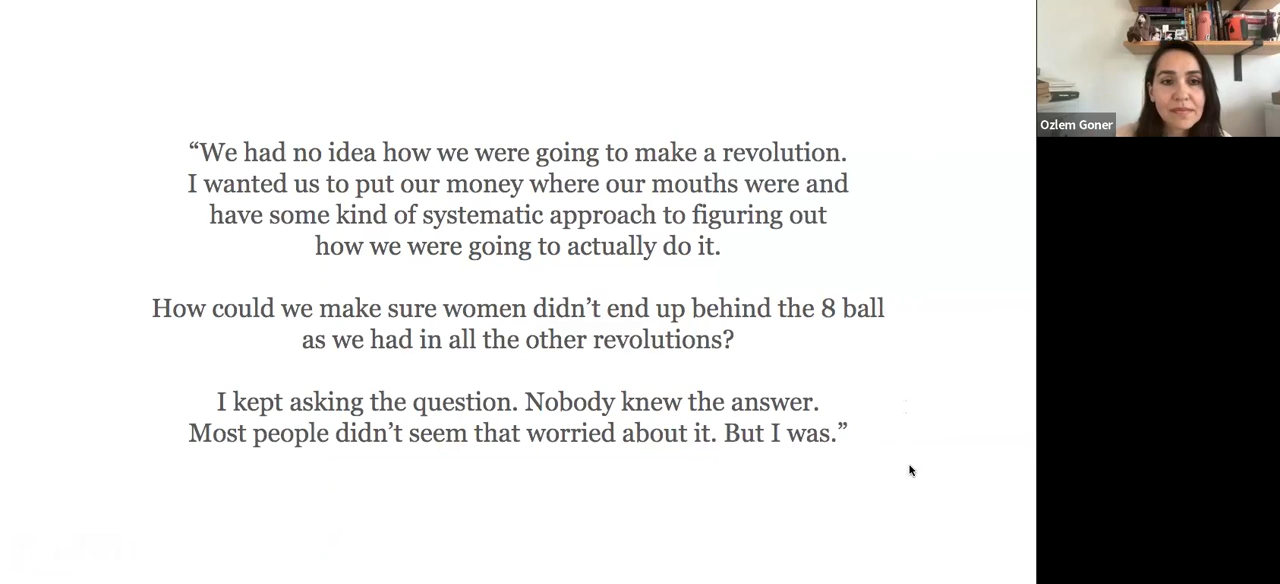 “We had no idea how we were going to make a revolution.
I wanted us to put our money where our mouths were and
have some kind of systematic approach to figuring out
how we were going to actually do it.
How could we make sure women didn’t end up behind the 8 ball
as we had in all the other revolutions?
I kept asking the question. Nobody knew the answer.
Most people didn’t seem that worried about it. But I was.”
Ozlem Goner